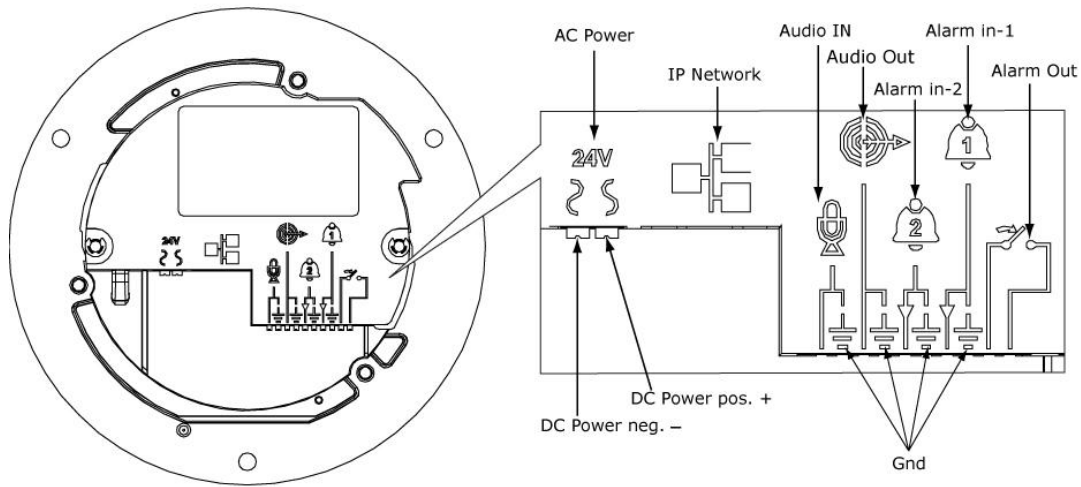 AC Power
IP Network
Audio IN
Audio Out
Alarm in-1
Alarm in-2
Alarm Out
24V
1
2
24V
1
2
DC Power pos. +
DC Power neg. –
Gnd